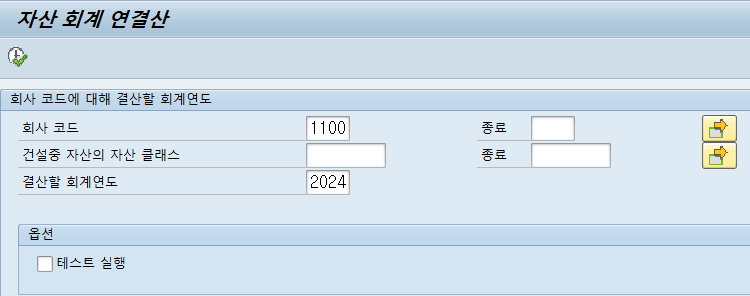 자산 회계 연결산
회사 코드에 대해 결산할 회계연도
회사 코드 1100 종료
건설중 자산의 자산 클래스 종료
결산할 회계연도 2024
옵션
테스트 실행